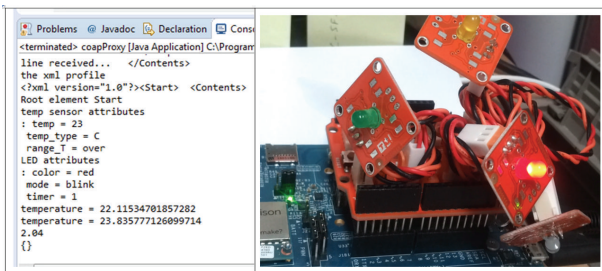 Problems @ Javadoc Declaration Conso
<terminated> coapProxy [Java Application] C:\Program
line received...   </Contents>
the xml profile
<?xml version="1.0"?><Start>  <Contents>
Root element Start
temp sensor attributes
: temp = 23
temp_type = C
range_T = over
LED attributes
: color = red
mode = blink
timer = 1
temperature = 22.11534701857282
temperature = 23.835777126099714
2.04
{}
ison
make?